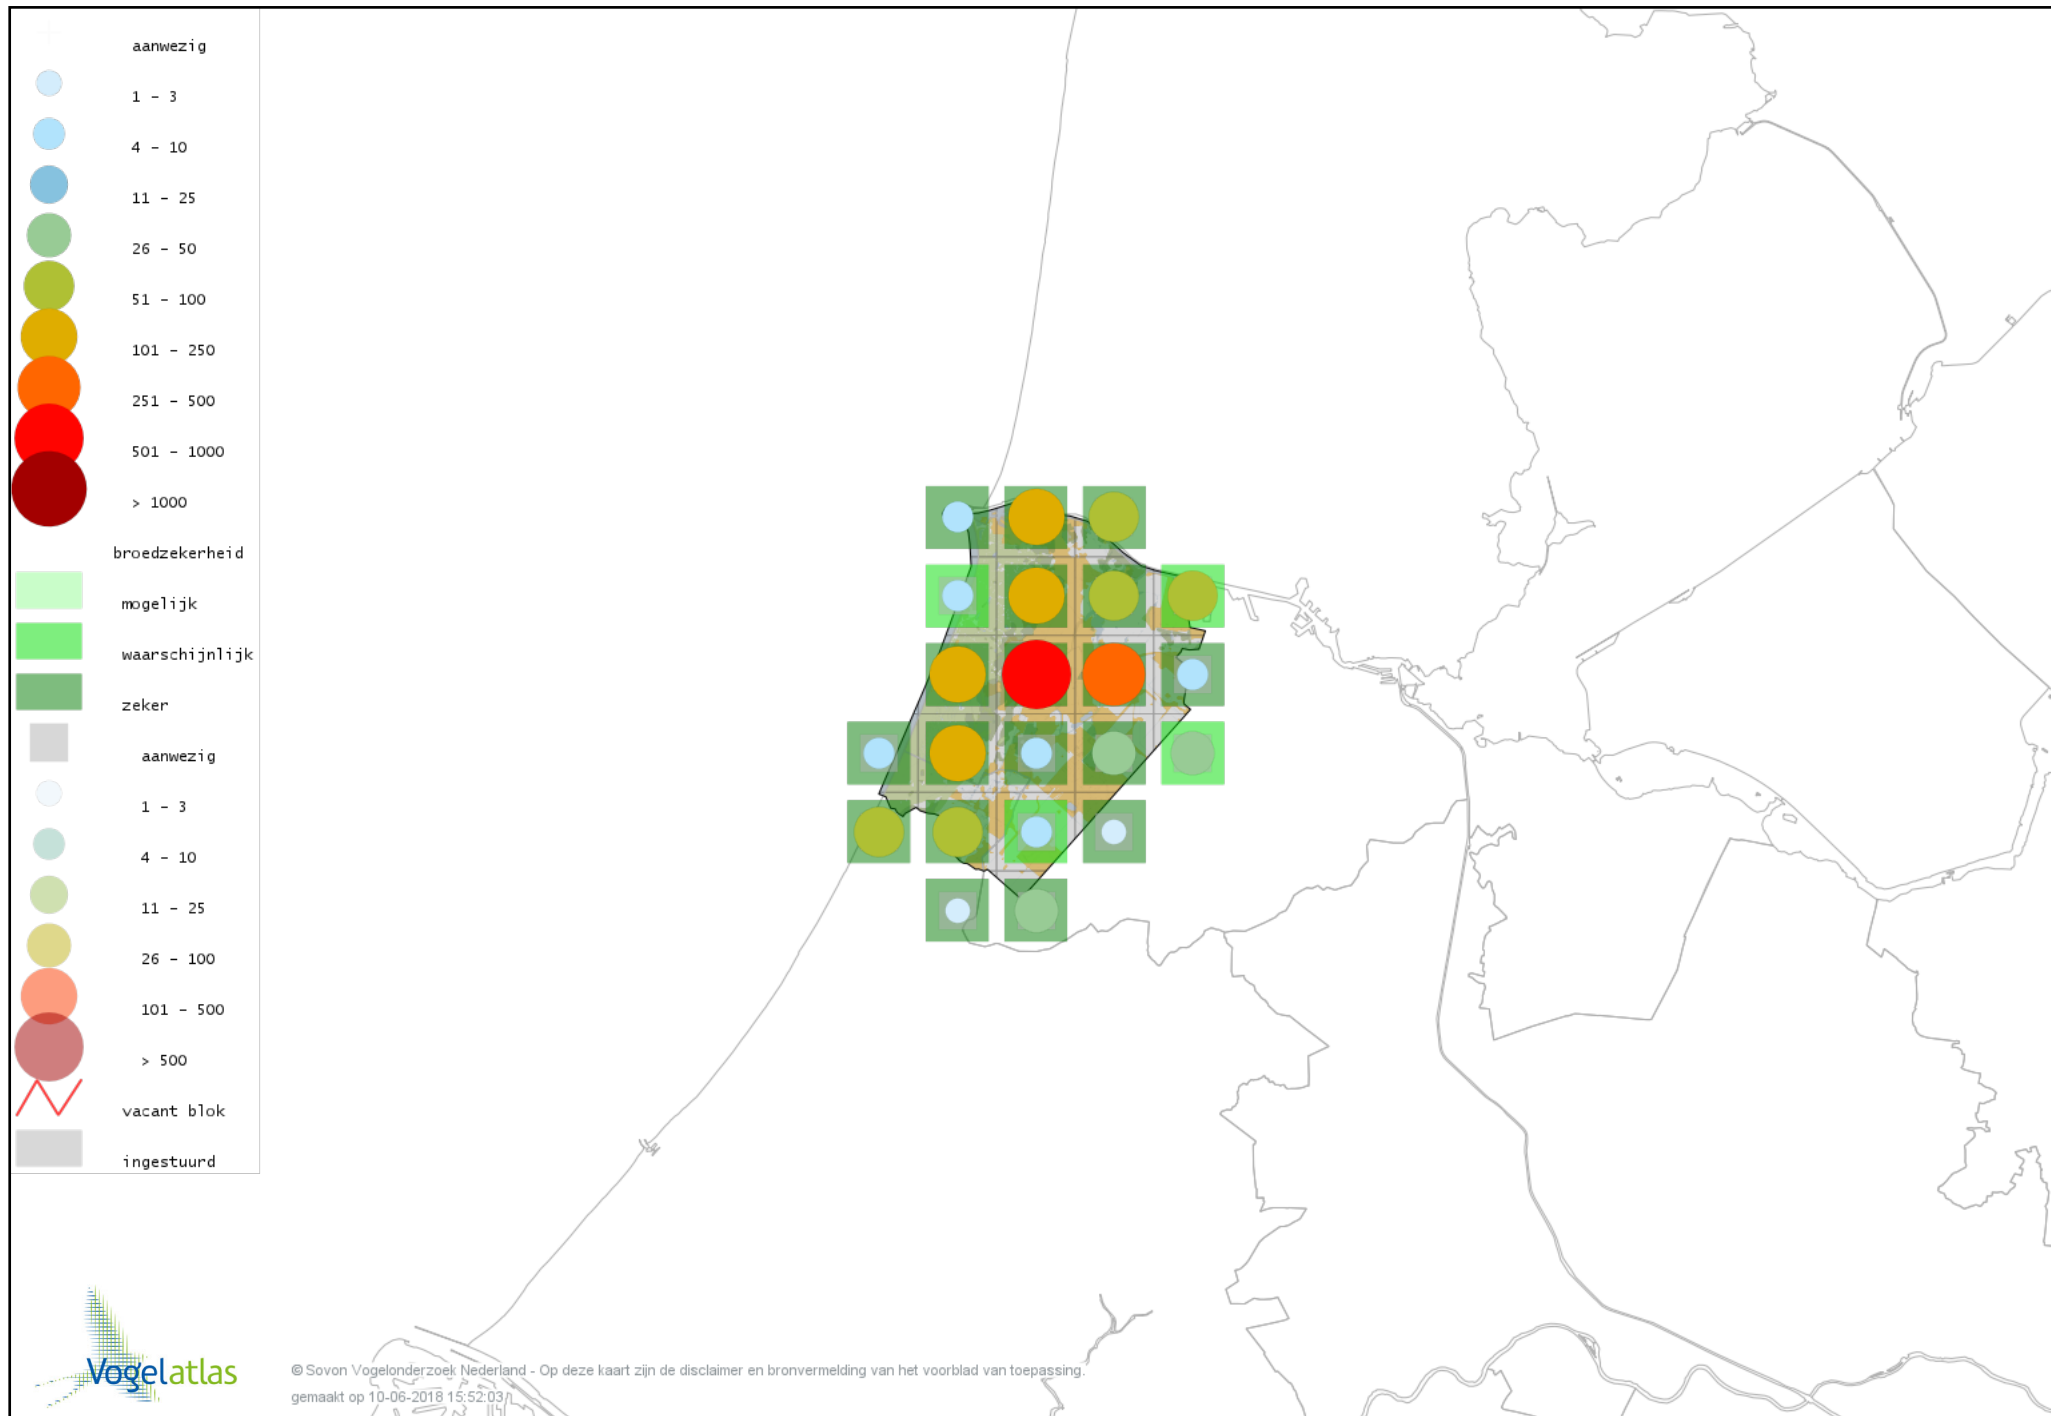 aanwezig
1 - 3
4 - 10
11 - 25
26 - 50
51 - 100
101 - 250
251 - 500
501 - 1000
> 1000
broedzekerheid
mogelijk
waarschijnlijk
zeker
aanwezig
1 - 3
4 - 10
11 - 25
26 - 100
101 - 500
> 500
vacant blok
ingestuurd
Vogelatlas
© Sovon Vogelonderzoek Nederland - Op deze kaart zijn de disclaimer en bronvermelding van het voorblad van toepassing.
gemaakt op 10-06-2018 15:52:03